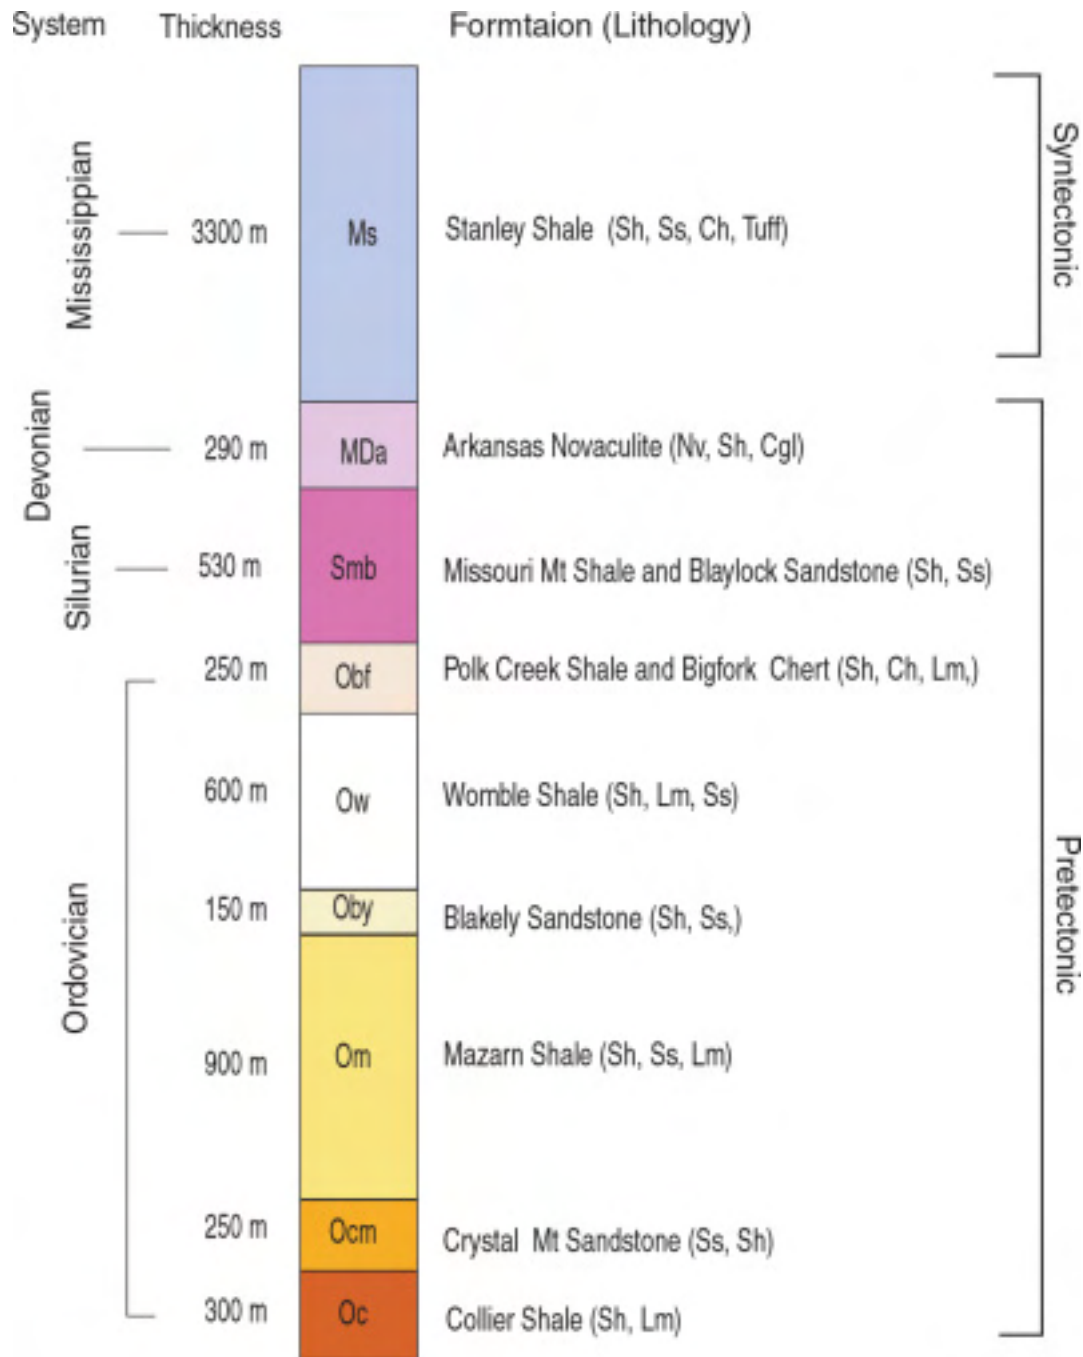 System Thickness Formtaion (Lithology)
Mississippian 3300 m Ms Stanley Shale (Sh, Ss, Ch, Tuff) Syntectonic
Devonian 290 m MDa Arkansas Novaculite (Nv, Sh, Cgl)
Silurian 530 m Smb Missouri Mt Shale and Blaylock Sandstone (Sh, Ss)
250 m Obf Polk Creek Shale and Bigfork Chert (Sh, Ch, Lm,)
600 m Ow Womble Shale (Sh, Lm, Ss)
Ordovician 150 m Oby Blakely Sandstone (Sh, Ss,) Pretectonic
900 m Om Mazarn Shale (Sh, Ss, Lm)
250 m Ocm Crystal Mt Sandstone (Ss, Sh)
300 m Oc Collier Shale (Sh, Lm)